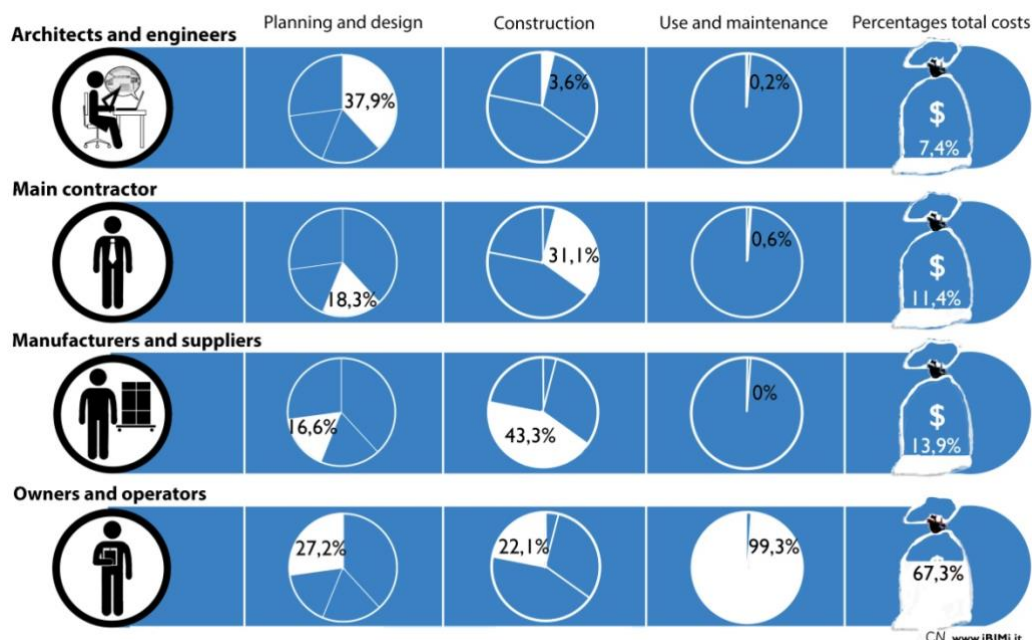 Planning and design
Construction
Use and maintenance
Percentages total costs
Architects and engineers
37,9%
3,6%
0,2%
$
7,4%
Main contractor
18,3%
31,1%
0,6%
$
11,4%
Manufacturers and suppliers
16,6%
43,3%
0%
$
13,9%
Owners and operators
27,2%
22,1%
99,3%
67,3%
CN www.iBIMi.it